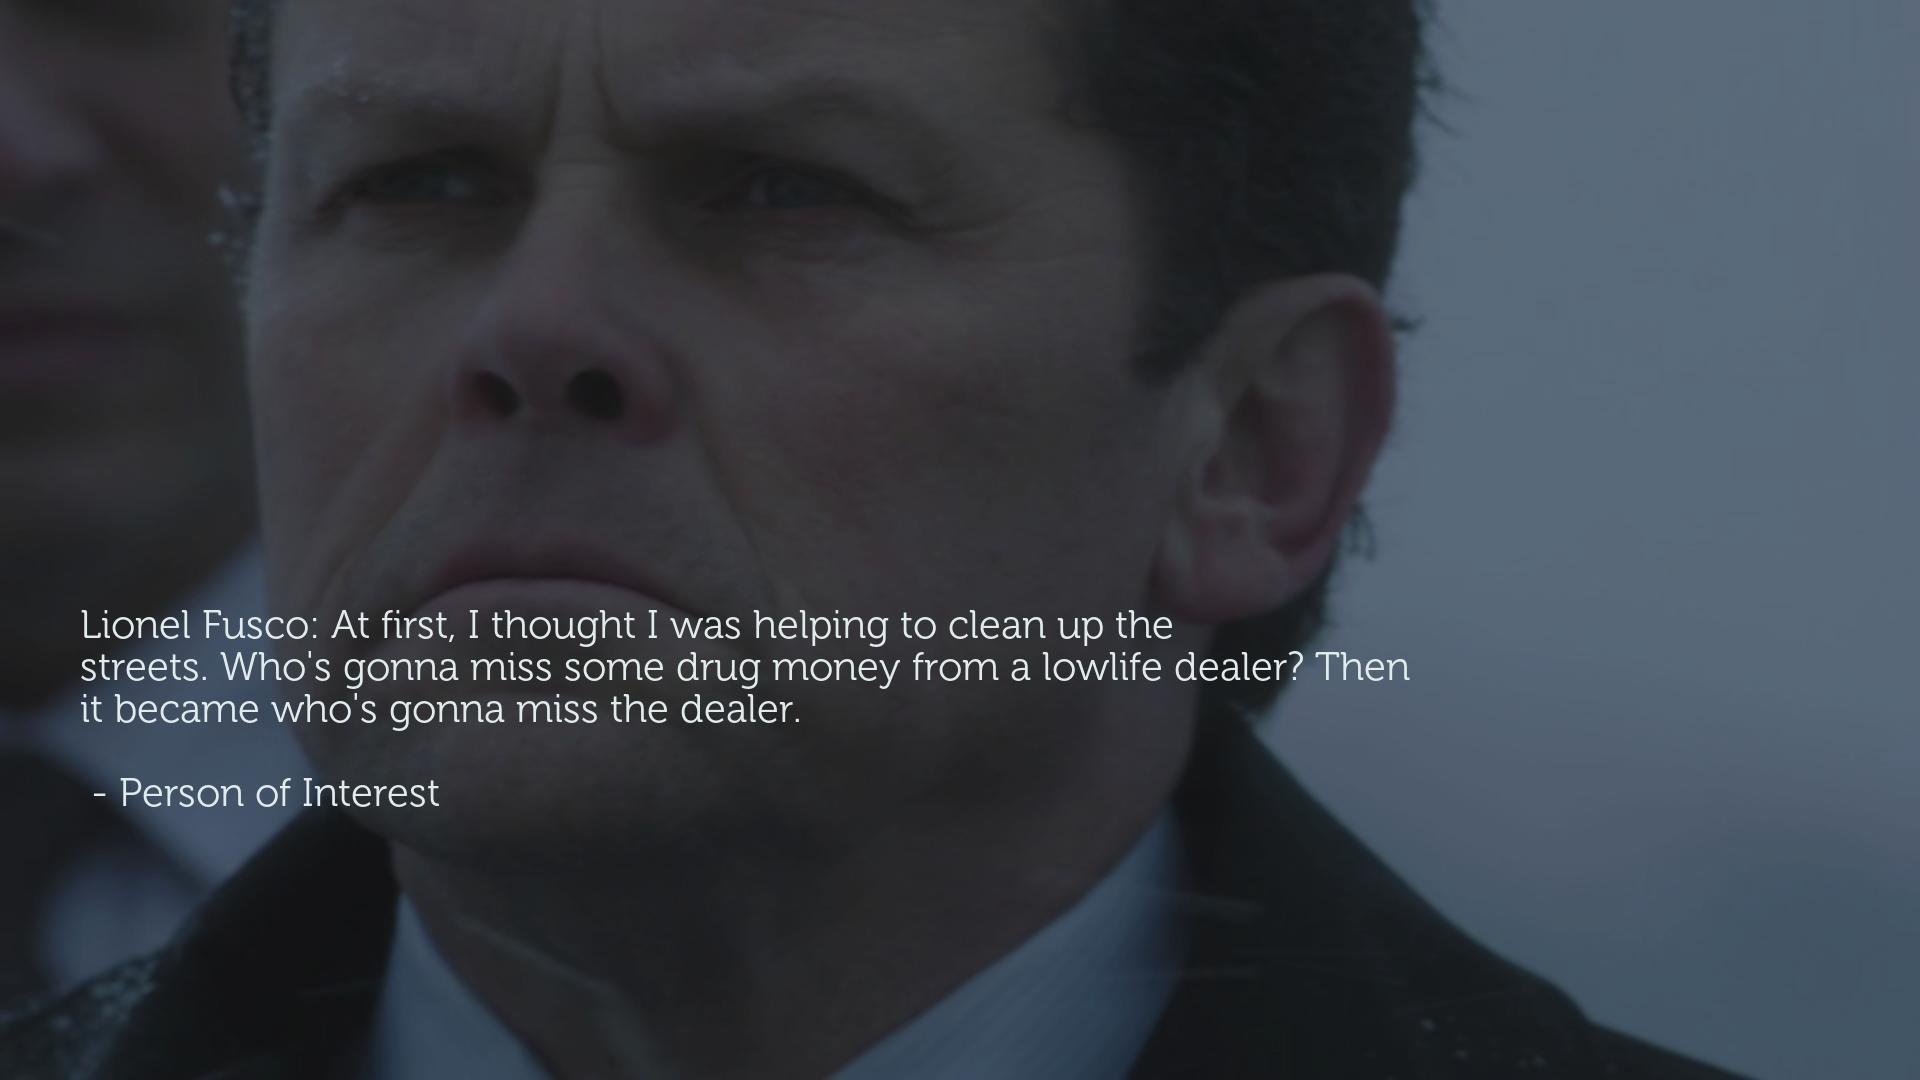 Lionel Fusco: At first, I thought I was helping to clean up the
streets. Who's gonna miss some drug money from a lowlife dealer? Then
it became who's gonna miss the dealer.
- Person of Interest